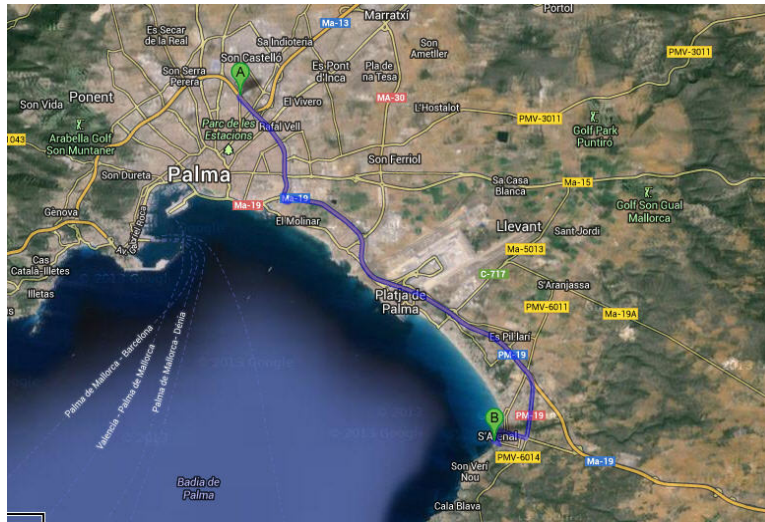 Portol
Marratxí
Ma-13
Es Secar
de la Real
Sa Indioteria
Son Castelló
Son
Ametller
PMV-3011
Es Pont
d'Inca
Pla de
na Tesa
Son Serra
Perera
A
Ponent
Son Vida
El Vivero
MA-30
L'Hostalot
PMV-3011
Parc de les
Estacions
Rafal Vell
Golf Park
Puntiró
1043
Arabella Golf
Son Muntaner
Son Ferriol
Son Dureta
Palma
Sa Casa
Blanca
Ma-15
Ma-19
Ma-19
Golf Son Gual
Mallorca
Gènova
El Molinar
Llevant
Sant Jordi
Gabriel Roca
Ma-5013
Cas
Català-Illetes
C-717
Illetas
S'Aranjassa
Platja de
Palma
PMV-6011
Ma-19A
Es Pil·larí
PM-19
Palma de Mallorca - Barcelona
Valencia - Palma de Mallorca
Palma de Mallorca- Dénia
B
PM-19
S'Arenal
PMV-6014
Son Verí
Nou
Ma-19
Badia de
Palma
Cala Blava